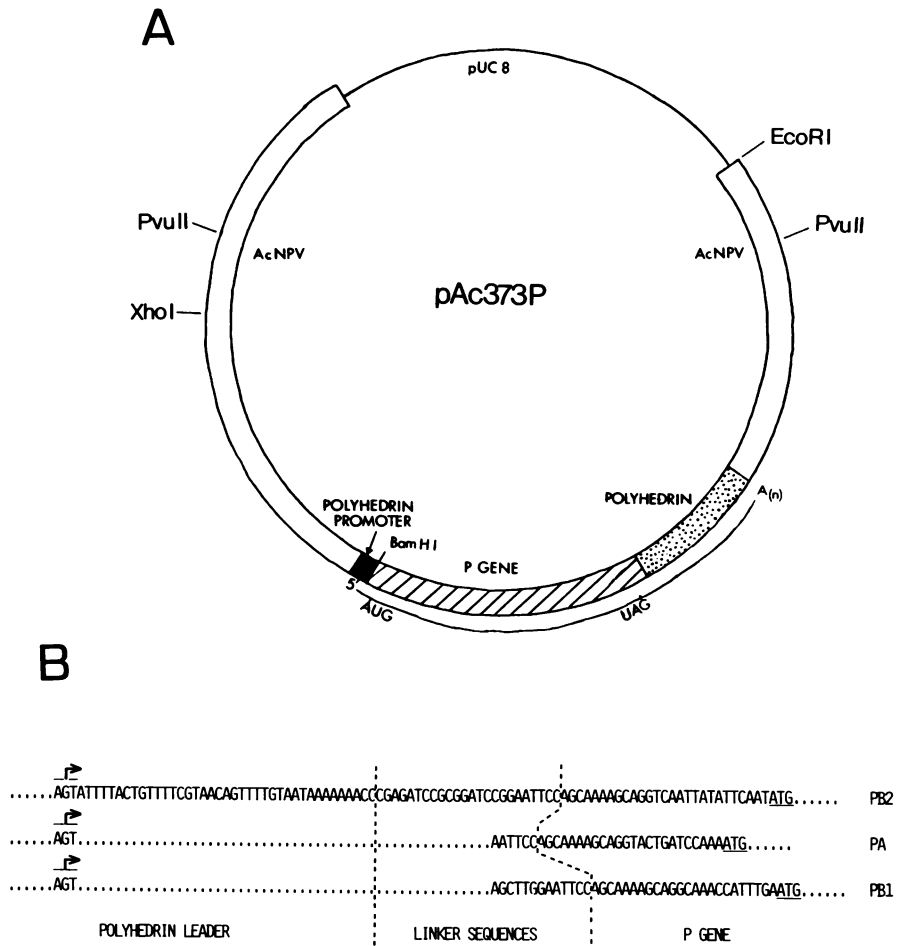 A
pUC 8
EcoRI
PvuII
PvuII
AcNPV
AcNPV
pAc373P
XhoI
POLYHEDRIN
PROMOTER
BamHI
POLYHEDRIN
A(n)
P GENE
5'
AUG
UAG
B
......AGTATTTTACTGTTTTCGTAACAGTTTTGTAATAAAAAAACCCGAGATCCGCGGATCCGGAATTCCAGCAAAAGCAGGTCAATTATATTCAATATG...... PB2
......AGT..........................................AATTCCAGCAAAAGCAGGTACTGATCCAAAATG...... PA
......AGT..........................................AGCTTGGAATTCCAGCAAAAGCAGGCAAACCATTTGAATG...... PB1
POLYHEDRIN LEADER LINKER SEQUENCES P GENE